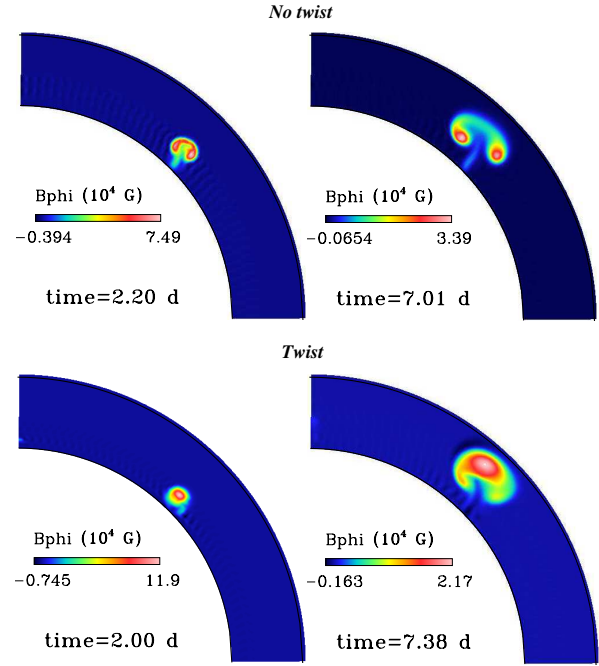 No twist
Bphi (10⁴ G)
−0.394 7.49
time=2.20 d
Bphi (10⁴ G)
−0.0654 3.39
time=7.01 d
Twist
Bphi (10⁴ G)
−0.745 11.9
time=2.00 d
Bphi (10⁴ G)
−0.163 2.17
time=7.38 d